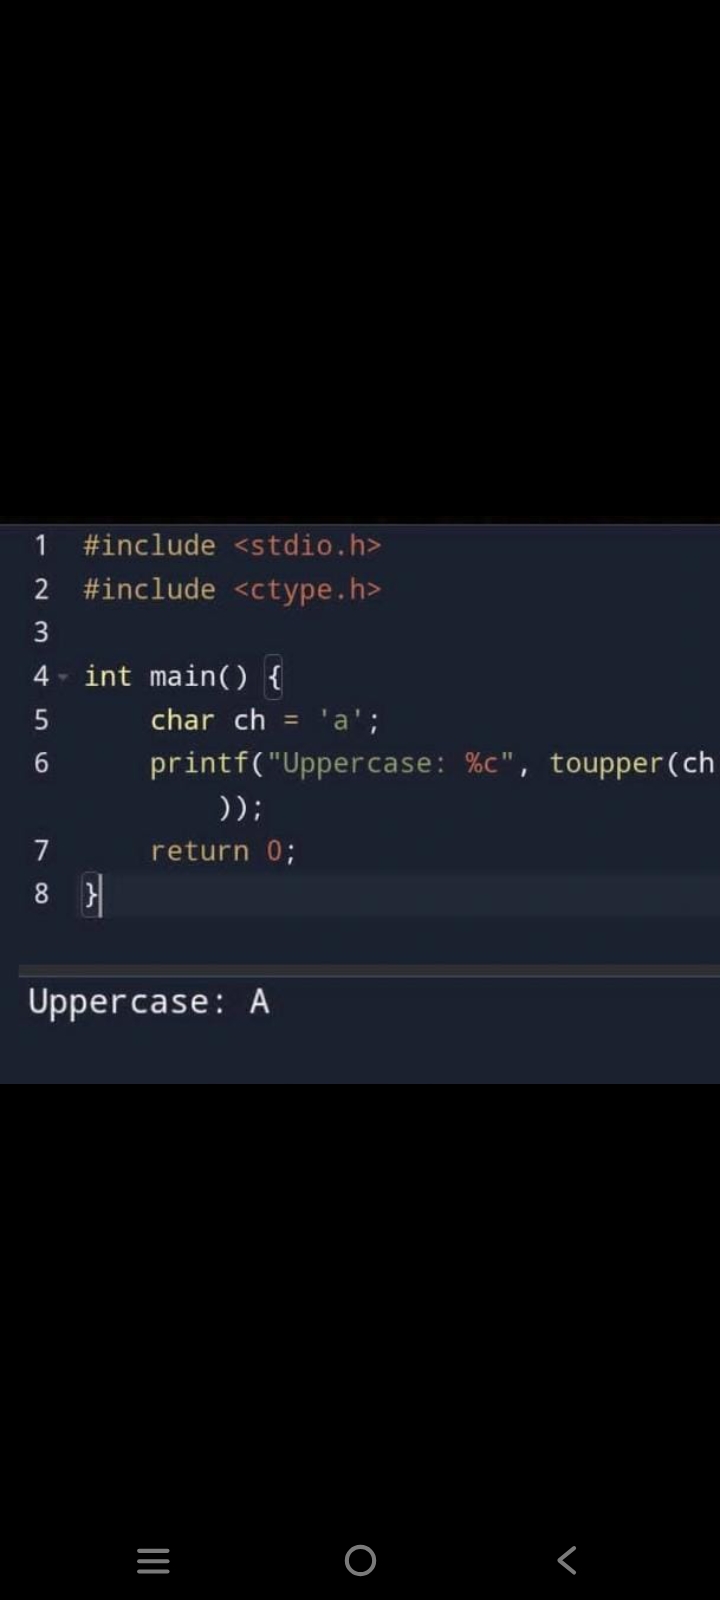 1 #include <stdio.h>
2 #include <ctype.h>
3
4 int main() {
5     char ch = 'a';
6     printf("Uppercase: %c", toupper(ch
        ));
7     return 0;
8 }
Uppercase: A